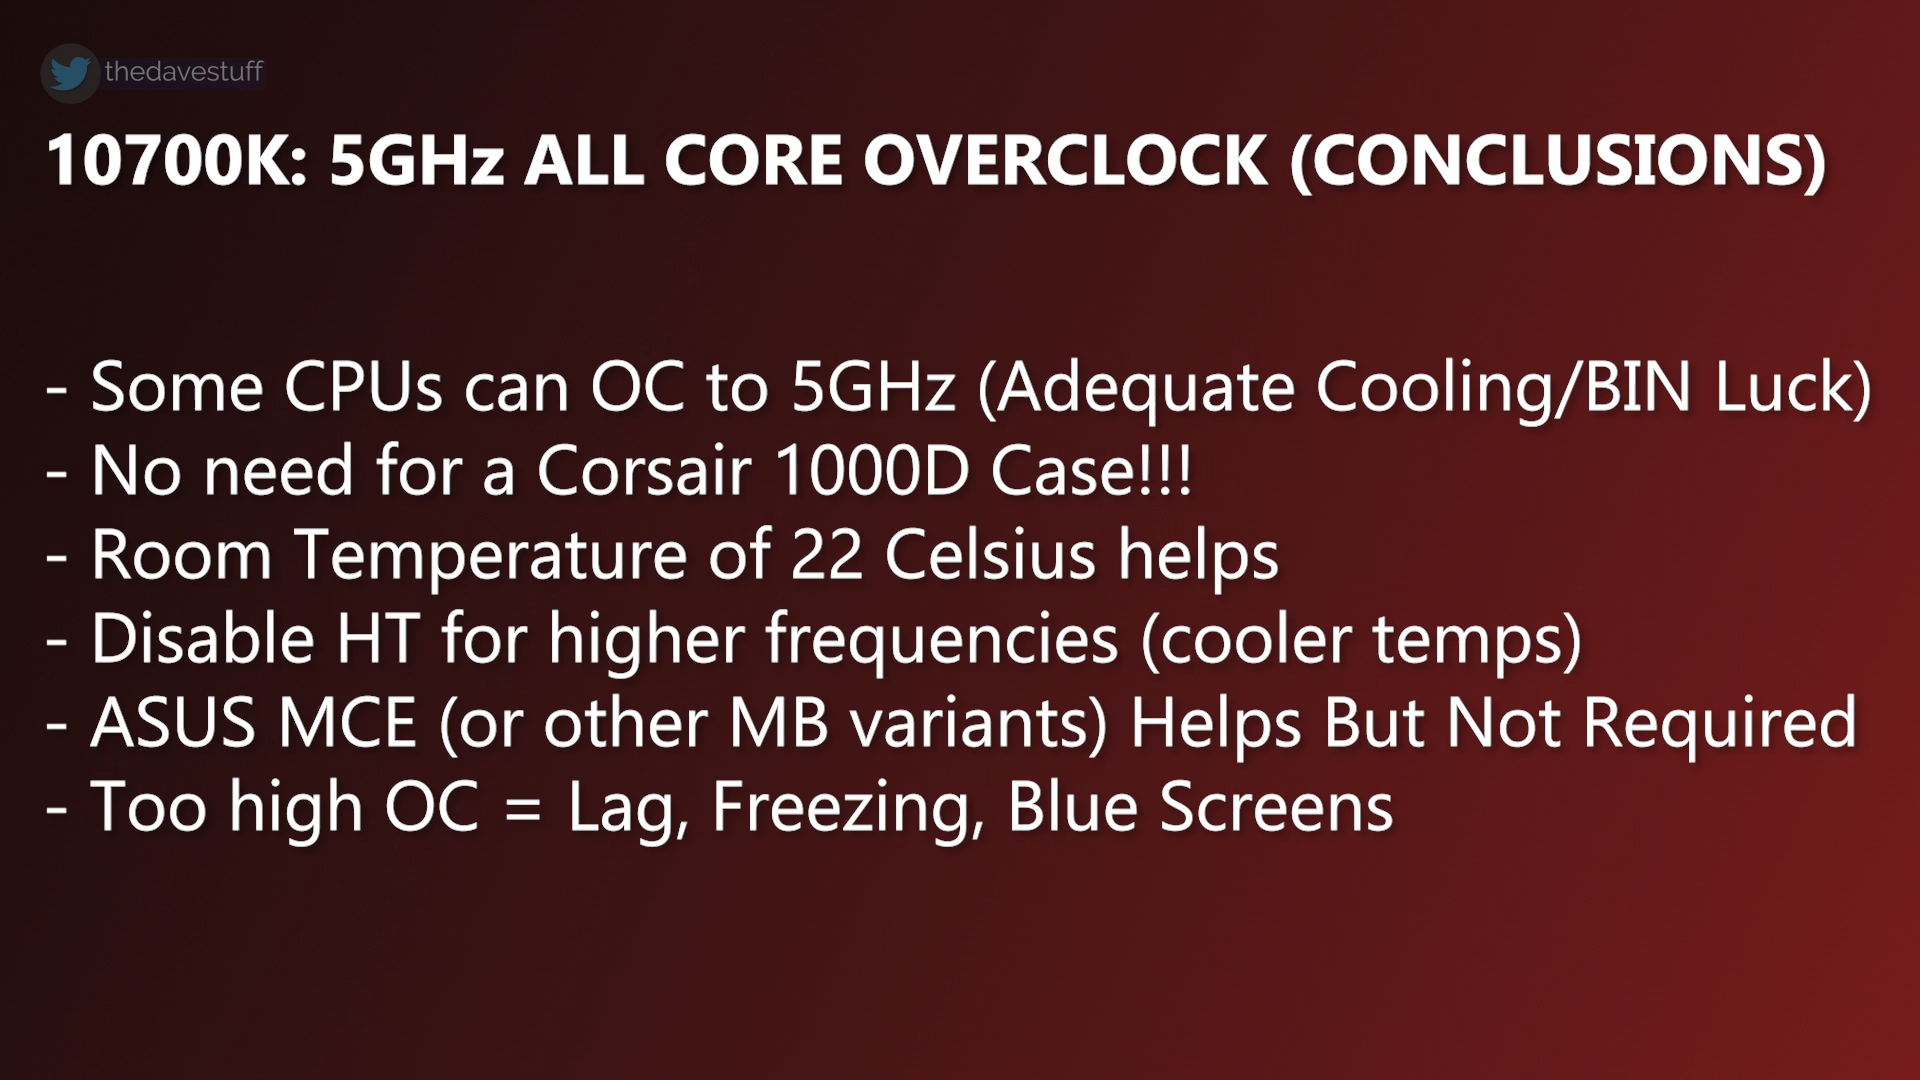 thedavestuff
10700K: 5GHz ALL CORE OVERCLOCK (CONCLUSIONS)
- Some CPUs can OC to 5GHz (Adequate Cooling/BIN Luck)
- No need for a Corsair 1000D Case!!!
- Room Temperature of 22 Celsius helps
- Disable HT for higher frequencies (cooler temps)
- ASUS MCE (or other MB variants) Helps But Not Required
- Too high OC = Lag, Freezing, Blue Screens